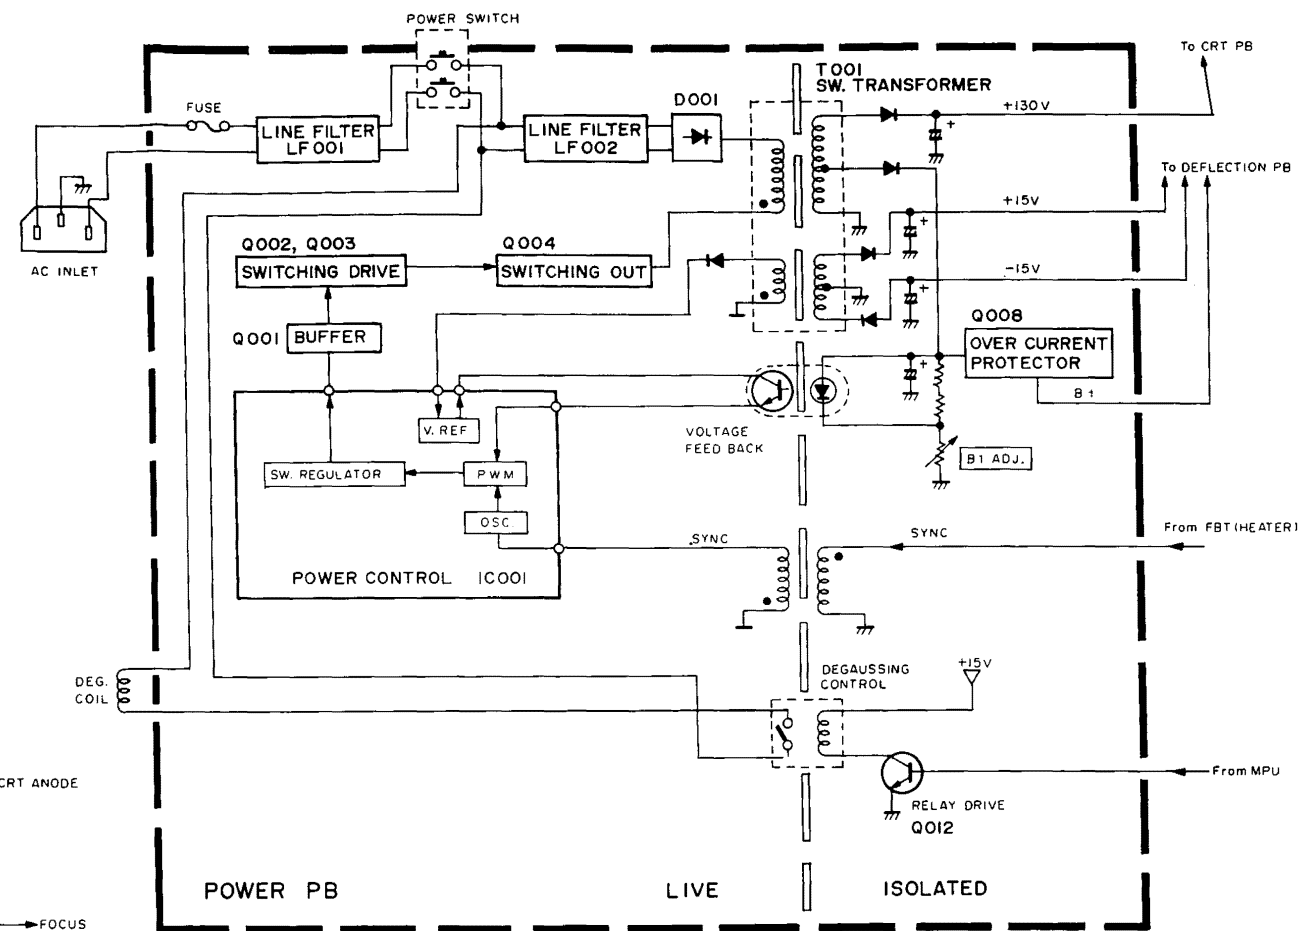 POWER SWITCH
To CRT PB
T001
SW. TRANSFORMER
FUSE
D001
+130V
LINE FILTER
LF001
LINE FILTER
LF002
To DEFLECTION PB
+15V
AC INLET
Q002, Q003
SWITCHING DRIVE
Q004
SWITCHING OUT
-15V
Q008
OVER CURRENT
PROTECTOR
Q001
BUFFER
V. REF
VOLTAGE
FEED BACK
B1 ADJ.
SW. REGULATOR
PWM
OSC.
SYNC
SYNC
From FBT (HEATER)
POWER CONTROL IC001
DEG.
COIL
DEGAUSSING
CONTROL
+15V
CRT ANODE
From MPU
RELAY DRIVE
Q012
POWER PB
LIVE
ISOLATED
FOCUS